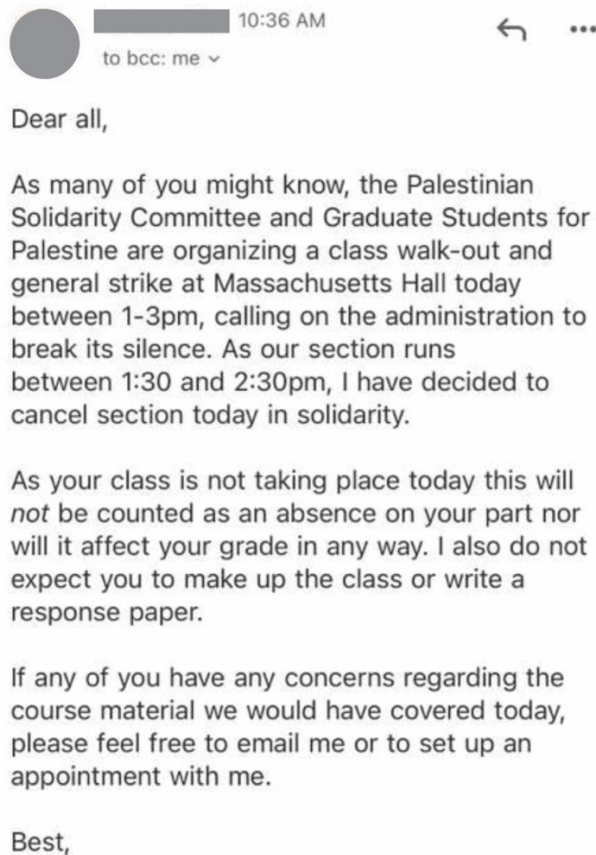 10:36 AM
to bcc: me
Dear all,
As many of you might know, the Palestinian
Solidarity Committee and Graduate Students for
Palestine are organizing a class walk-out and
general strike at Massachusetts Hall today
between 1-3pm, calling on the administration to
break its silence. As our section runs
between 1:30 and 2:30pm, I have decided to
cancel section today in solidarity.
As your class is not taking place today this will
not be counted as an absence on your part nor
will it affect your grade in any way. I also do not
expect you to make up the class or write a
response paper.
If any of you have any concerns regarding the
course material we would have covered today,
please feel free to email me or to set up an
appointment with me.
Best,